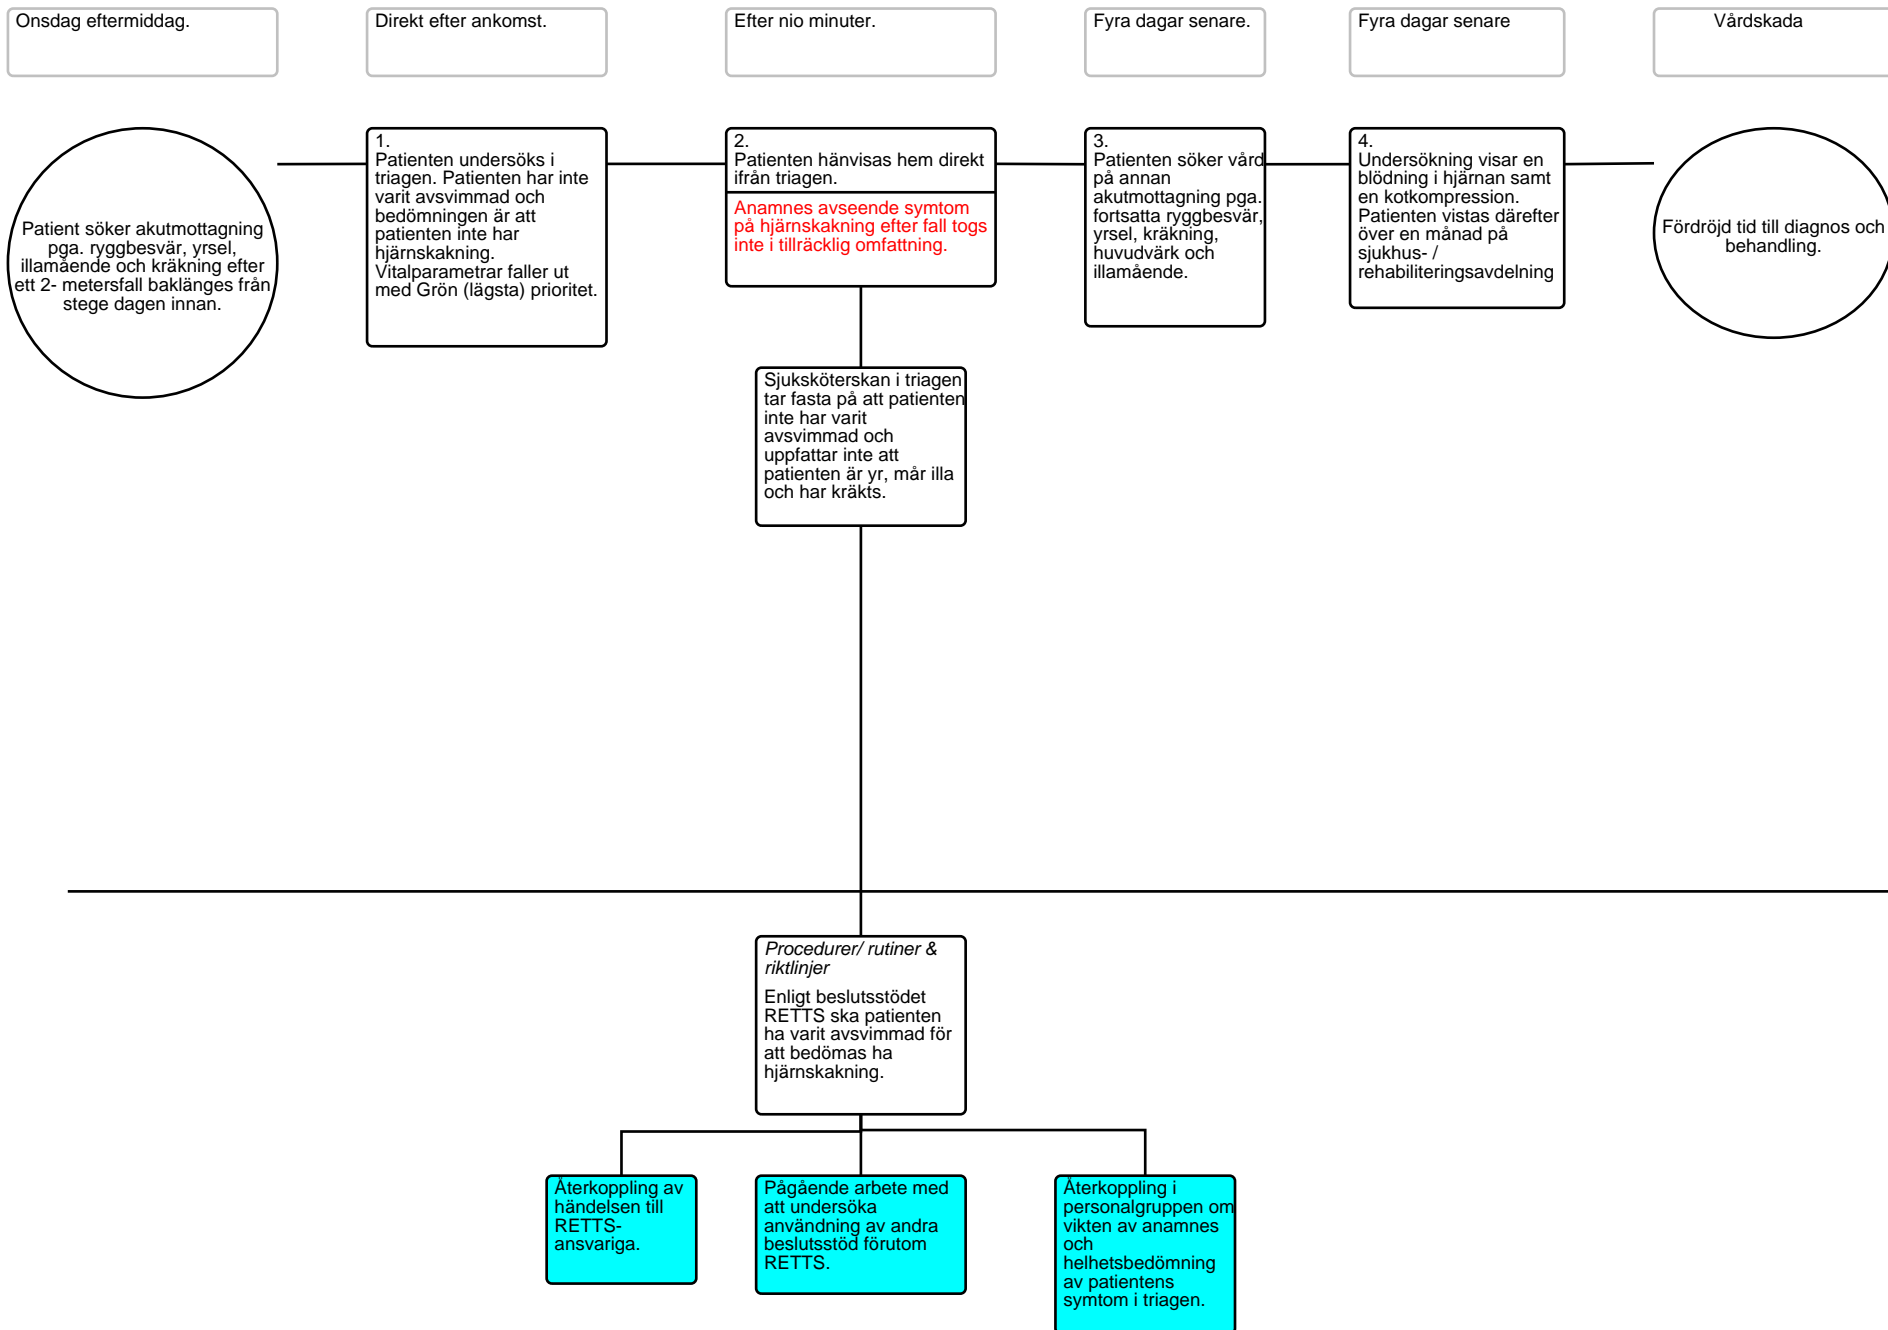 Onsdag eftermiddag.
Direkt efter ankomst.
Efter nio minuter.
Fyra dagar senare.
Fyra dagar senare
Vårdskada
Patient söker akutmottagning
pga. ryggbesvär, yrsel,
illamående och kräkning efter
ett 2- metersfall baklänges från
stege dagen innan.
1.
Patienten undersöks i
triagen. Patienten har inte
varit avsvimmad och
bedömningen är att
patienten inte har
hjärnskakning.
Vitalparametrar faller ut
med Grön (lägsta) prioritet.
2.
Patienten hänvisas hem direkt
ifrån triagen.
Anamnes avseende symtom
på hjärnskakning efter fall togs
inte i tillräcklig omfattning.
3.
Patienten söker vård
på annan
akutmottagning pga.
fortsatta ryggbesvär,
yrsel, kräkning,
huvudvärk och
illamående.
4.
Undersökning visar en
blödning i hjärnan samt
en kotkompression.
Patienten vistas därefter
över en månad på
sjukhus- /
rehabiliteringsavdelning
Fördröjd tid till diagnos och
behandling.
Sjuksköterskan i triagen
tar fasta på att patienten
inte har varit
avsvimmad och
uppfattar inte att
patienten är yr, mår illa
och har kräkts.
Procedurer/ rutiner &
riktlinjer
Enligt beslutsstödet
RETTS ska patienten
ha varit avsvimmad för
att bedömas ha
hjärnskakning.
Återkoppling av
händelsen till
RETTS-
ansvariga.
Pågående arbete med
att undersöka
användning av andra
beslutsstöd förutom
RETTS.
Återkoppling i
personalgruppen om
vikten av anamnes
och
helhetsbedömning
av patientens
symtom i triagen.